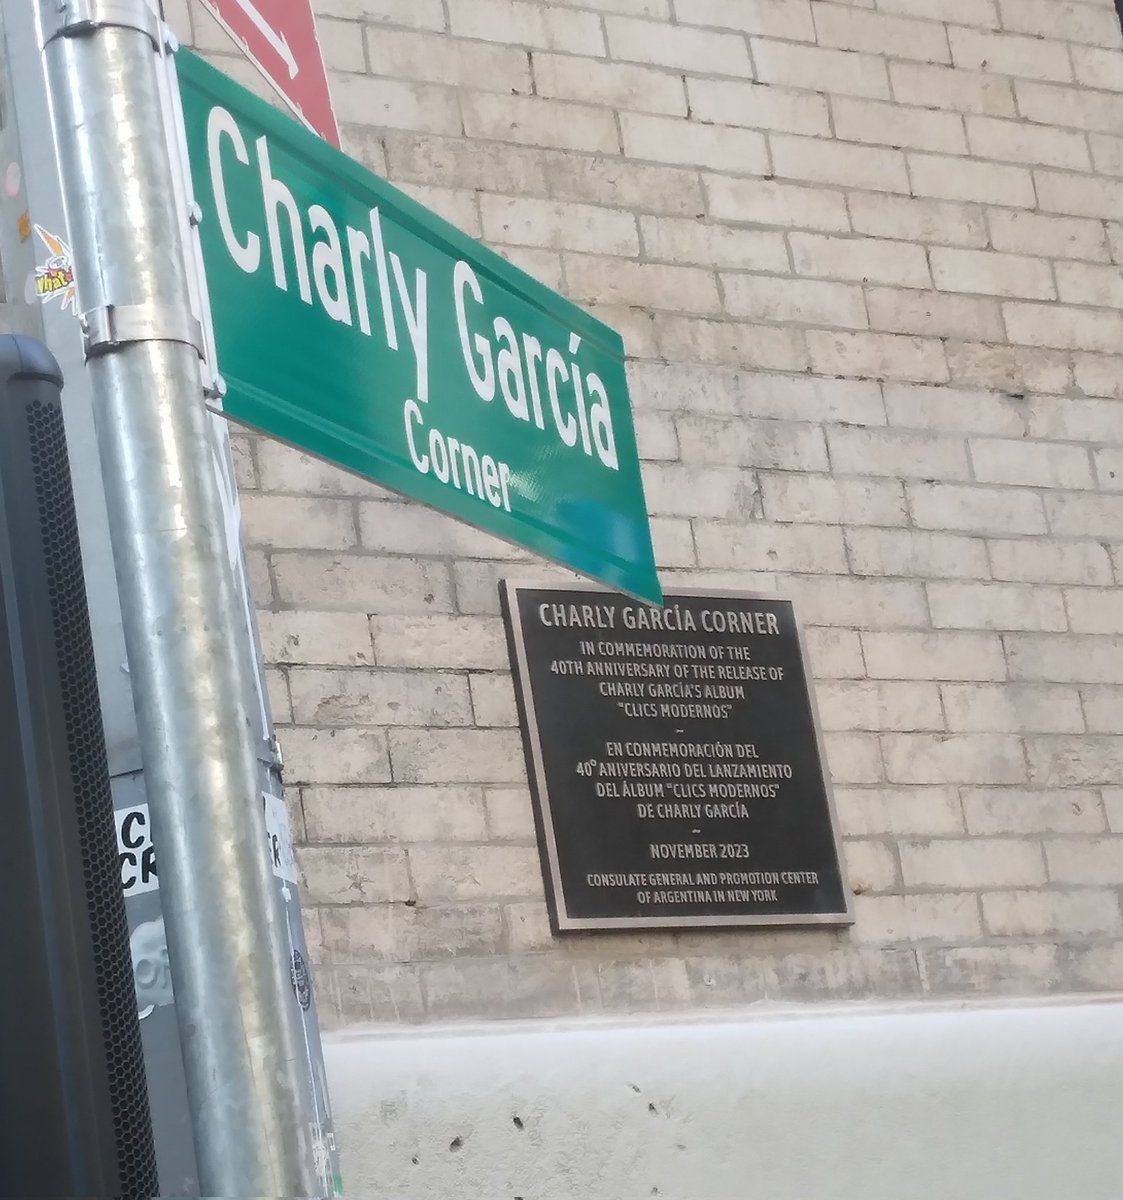 Charly García
Corner
What
CHARLY GARCÍA CORNER
IN COMMEMORATION OF THE
40TH ANNIVERSARY OF THE RELEASE OF
CHARLY GARCÍA'S ALBUM
"CLICS MODERNOS"
~
EN CONMEMORACIÓN DEL
40º ANIVERSARIO DEL LANZAMIENTO
DEL ÁLBUM "CLICS MODERNOS"
DE CHARLY GARCÍA
~
NOVEMBER 2023
CONSULATE GENERAL AND PROMOTION CENTER
OF ARGENTINA IN NEW YORK